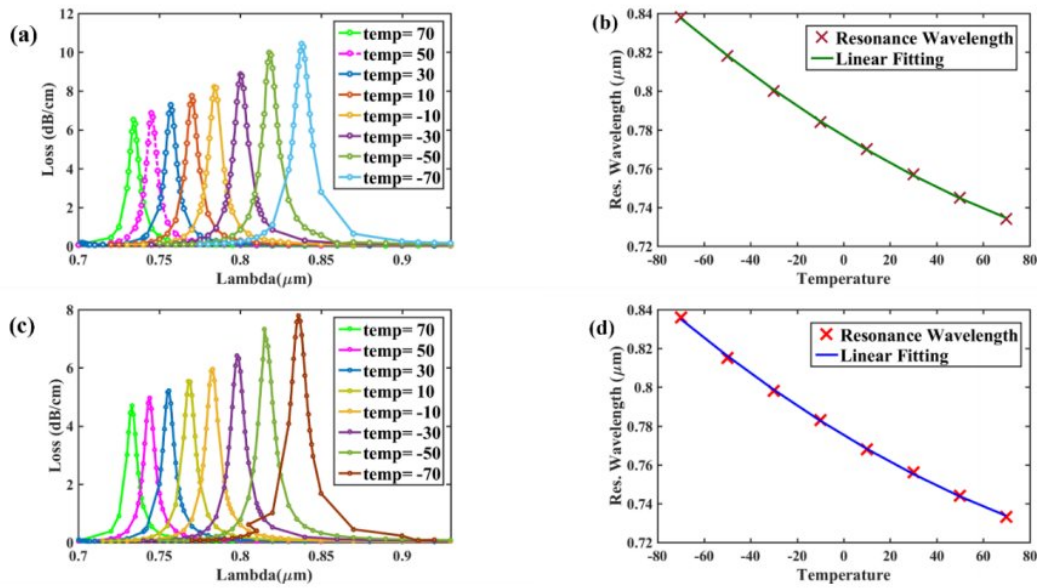 (a)
12
10
8
6
4
2
0
Loss (dB/cm)
0.7 0.75 0.8 0.85 0.9
Lambda(μm)
temp= 70
temp= 50
temp= 30
temp= 10
temp= -10
temp= -30
temp= -50
temp= -70
(b)
0.84
0.82
0.8
0.78
0.76
0.74
0.72
Res. Wavelength (μm)
-80 -60 -40 -20 0 20 40 60 80
Temperature
Resonance Wavelength
Linear Fitting
(c)
8
6
4
2
0
Loss (dB/cm)
0.7 0.75 0.8 0.85 0.9
Lambda(μm)
temp= 70
temp= 50
temp= 30
temp= 10
temp= -10
temp= -30
temp= -50
temp= -70
(d)
0.84
0.82
0.8
0.78
0.76
0.74
0.72
Res. Wavelength (μm)
-80 -60 -40 -20 0 20 40 60 80
Temperature
Resonance Wavelength
Linear Fitting